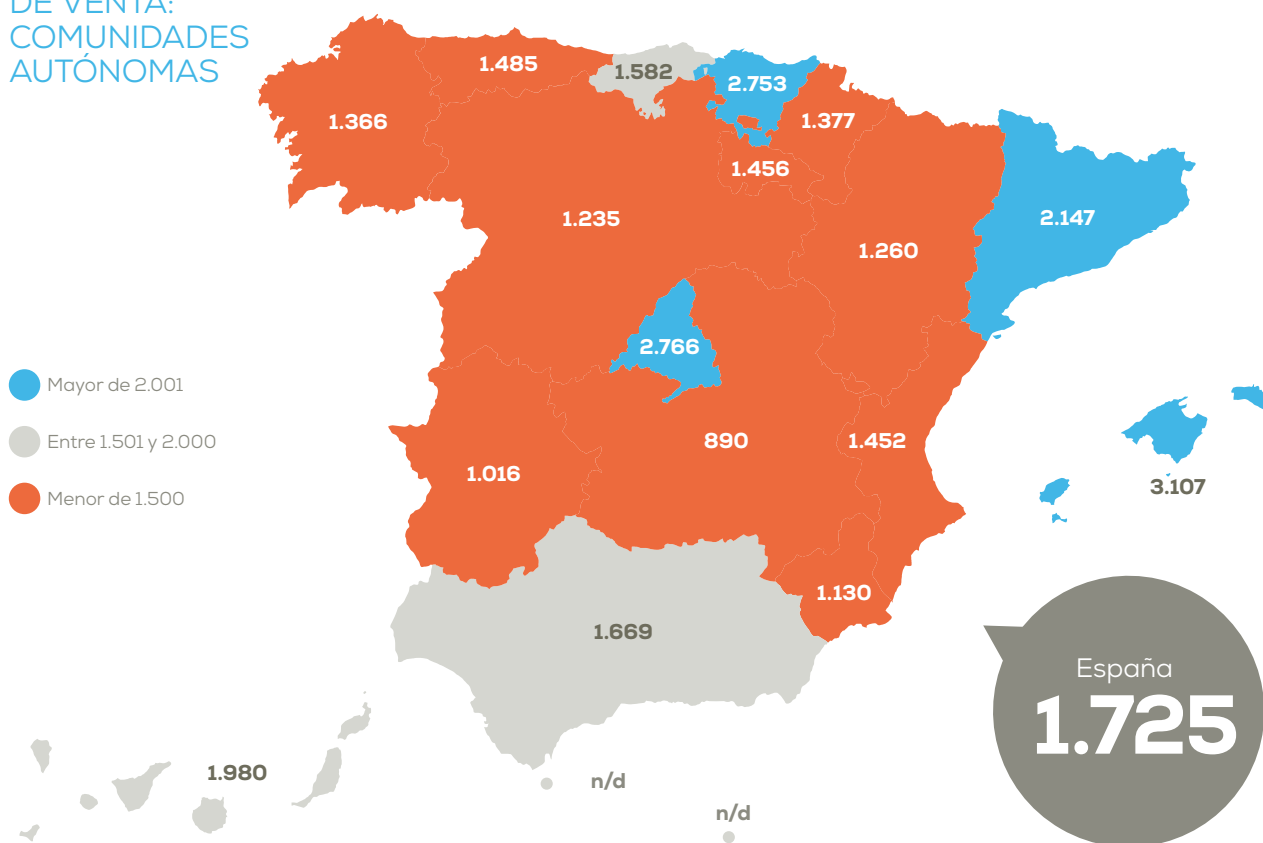 DE VENTA:
COMUNIDADES
AUTÓNOMAS
1.485
1.582
2.753
1.366
1.377
1.456
1.235
2.147
1.260
2.766
Mayor de 2.001
Entre 1.501 y 2.000
890
1.452
1.016
3.107
Menor de 1.500
1.130
1.669
España
1.725
1.980
n/d
n/d